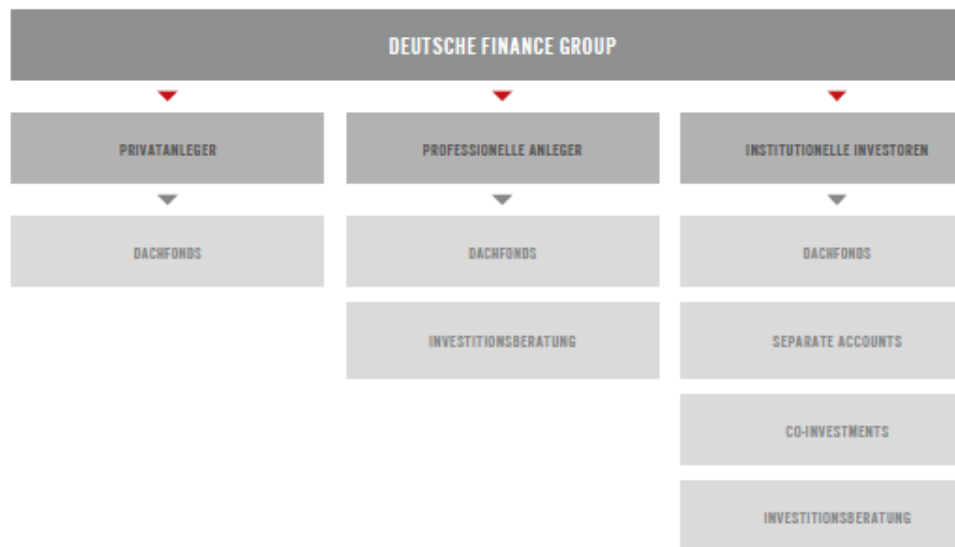 DEUTSCHE FINANCE GROUP
PRIVATANLEGER
PROFESSIONELLE ANLEGER
INSTITUTIONELLE INVESTOREN
DACHFONDS
DACHFONDS
DACHFONDS
INVESTITIONSBERATUNG
SEPARATE ACCOUNTS
CO-INVESTMENTS
INVESTITIONSBERATUNG